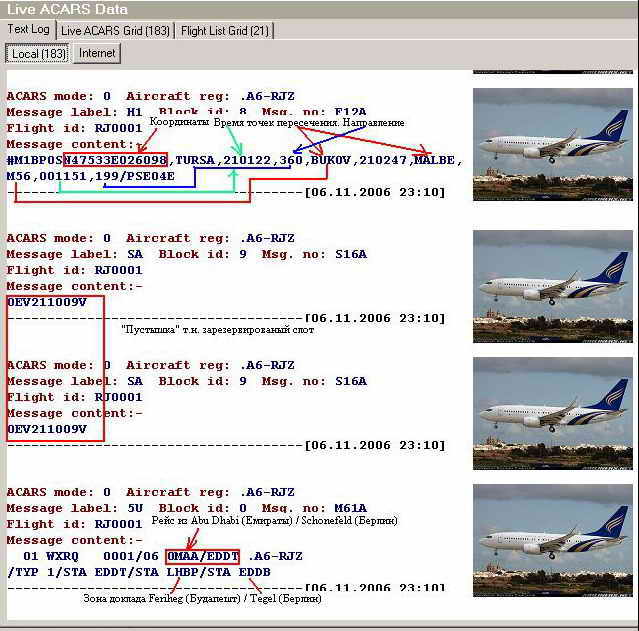 Live ACARS Data
Text Log Live ACARS Grid (183) Flight List Grid (21)
Local (183) Internet
ACARS mode: 0 Aircraft reg: .A6-RJZ
Message label: H1 Block id: 8 Msg. no: F12A
Flight id: RJ0001
Координаты Время точек пересечения. Направление
Message content:-
#M1BPOSN47533E026098,TURSA,210122,360,BUKOV,210247,MALBE,
M56,001151,199/PSE04E
[06.11.2006 23:10]
ACARS mode: 0 Aircraft reg: .A6-RJZ
Message label: SA Block id: 9 Msg. no: S16A
Flight id: RJ0001
Message content:-
0EV211009V
[06.11.2006 23:10]
"Пустышка" т.н. зарезервированый слот
ACARS mode: 0 Aircraft reg: .A6-RJZ
Message label: SA Block id: 9 Msg. no: S16A
Flight id: RJ0001
Message content:-
0EV211009V
[06.11.2006 23:10]
ACARS mode: 0 Aircraft reg: .A6-RJZ
Message label: 5U Block id: 0 Msg. no: M61A
Flight id: RJ0001
Рейс из Abu Dhabi (Емираты) / Schonefeld (Берлин)
Message content:-
01 WXRQ 0001/06 OMAA/EDDT .A6-RJZ
/TYP 1/STA EDDT/STA LHBP/STA EDDB
[06.11.2006 23:10]
Зона доклада Feriheg (Будапешт) / Tegel (Берлин)